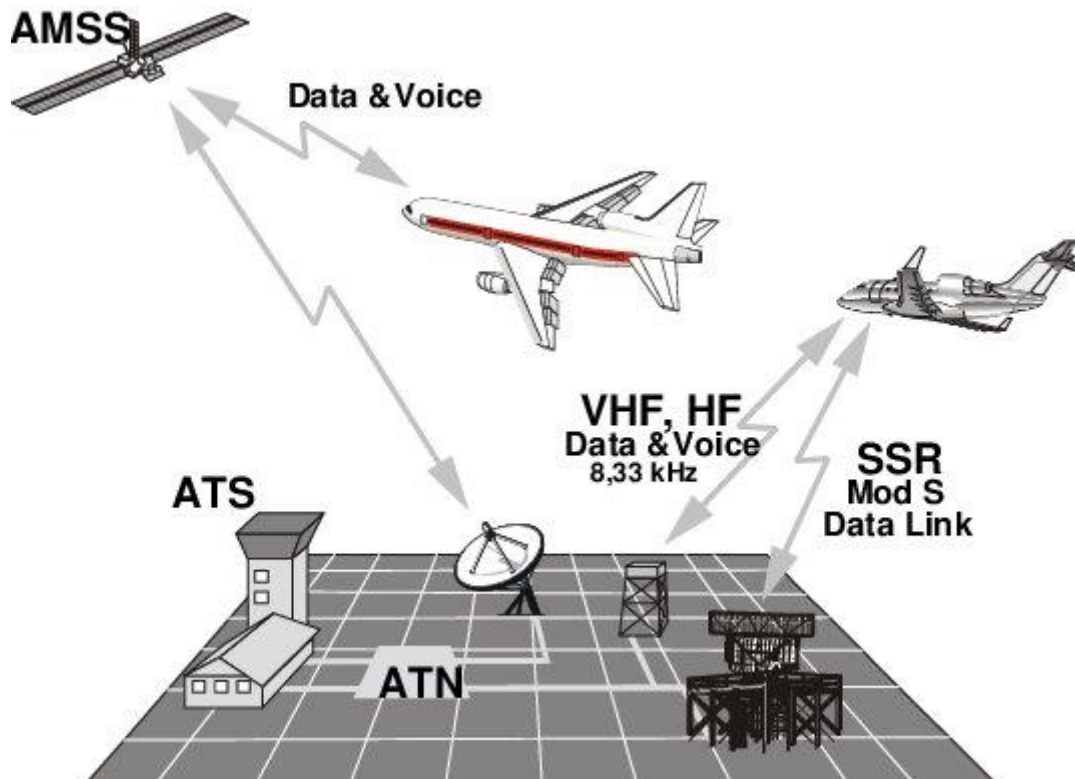 AMSS
Data & Voice
VHF, HF
Data & Voice
8,33 kHz
SSR
Mod S
Data Link
ATS
ATN